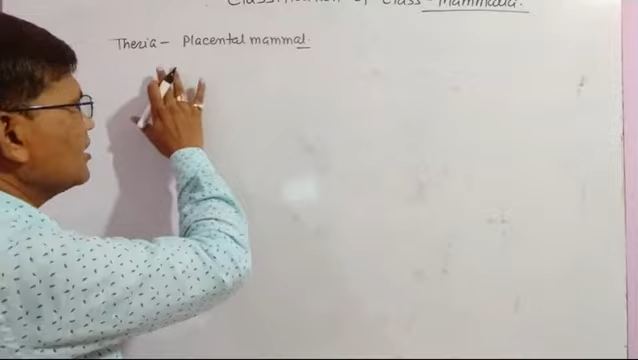 Classification of Class - Mammalia.
Theria - Placental mammal.